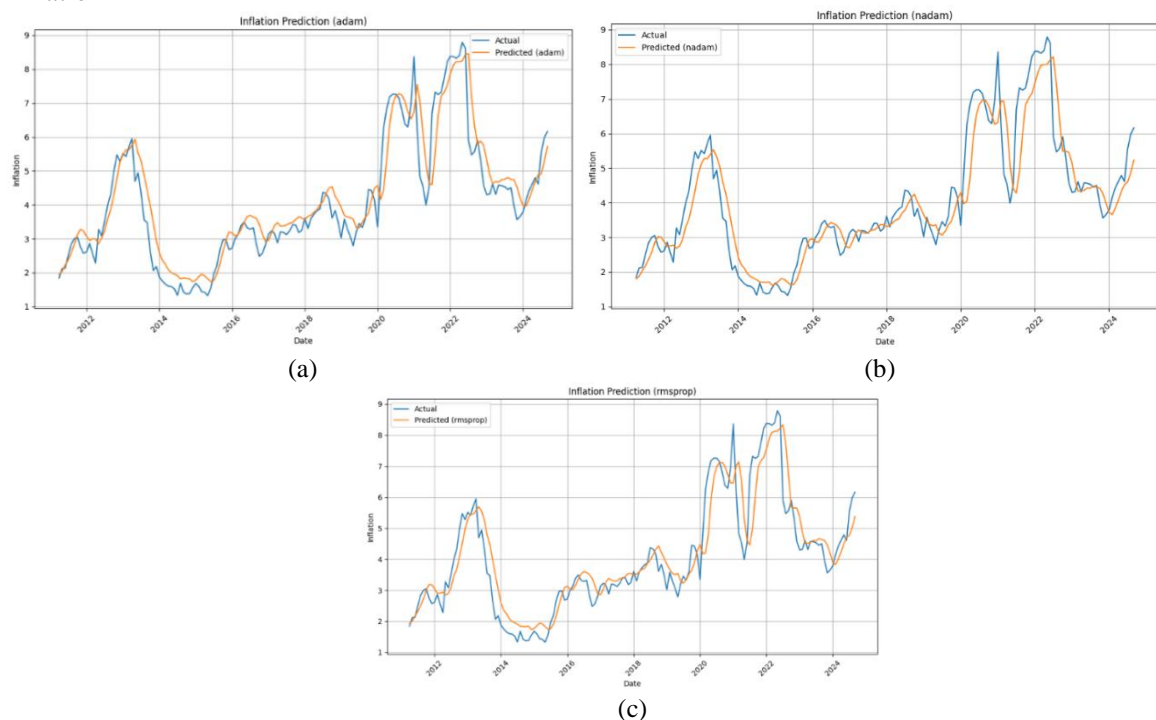 Inflation Prediction (adam)
Actual
Predicted (adam)
9
8
7
6
5
4
3
2
1
Inflation
2012
2014
2016
2018
2020
2022
2024
Date
(a)
Inflation Prediction (nadam)
Actual
Predicted (nadam)
9
8
7
6
5
4
3
2
1
Inflation
2012
2014
2016
2018
2020
2022
2024
Date
(b)
Inflation Prediction (rmsprop)
Actual
Predicted (rmsprop)
9
8
7
6
5
4
3
2
1
Inflation
2012
2014
2016
2018
2020
2022
2024
Date
(c)